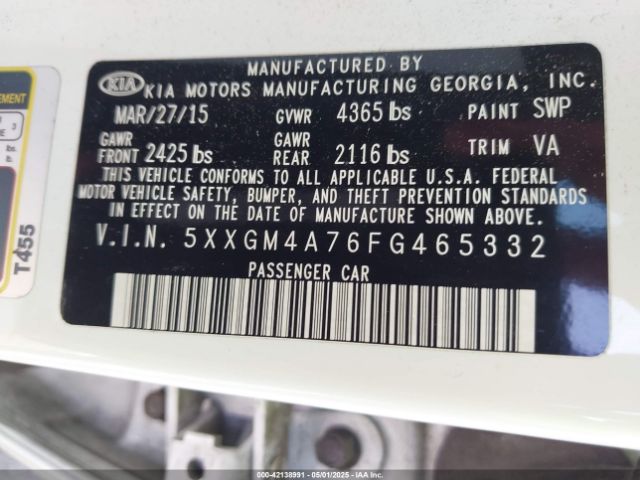 MANUFACTURED BY
KIA KIA MOTORS MANUFACTURING GEORGIA, INC.
MAR/27/15 GVWR 4365 lbs PAINT SWP
GAWR FRONT 2425 lbs GAWR REAR 2116 lbs TRIM VA
THIS VEHICLE CONFORMS TO ALL APPLICABLE U.S.A. FEDERAL
MOTOR VEHICLE SAFETY, BUMPER, AND THEFT PREVENTION STANDARDS
IN EFFECT ON THE DATE OF MANUFACTURE SHOWN ABOVE.
V.I.N. 5XXGM4A76FG465332
PASSENGER CAR
T455
000-42138991 - 05/01/2025 - IAAI COPYRIGHT